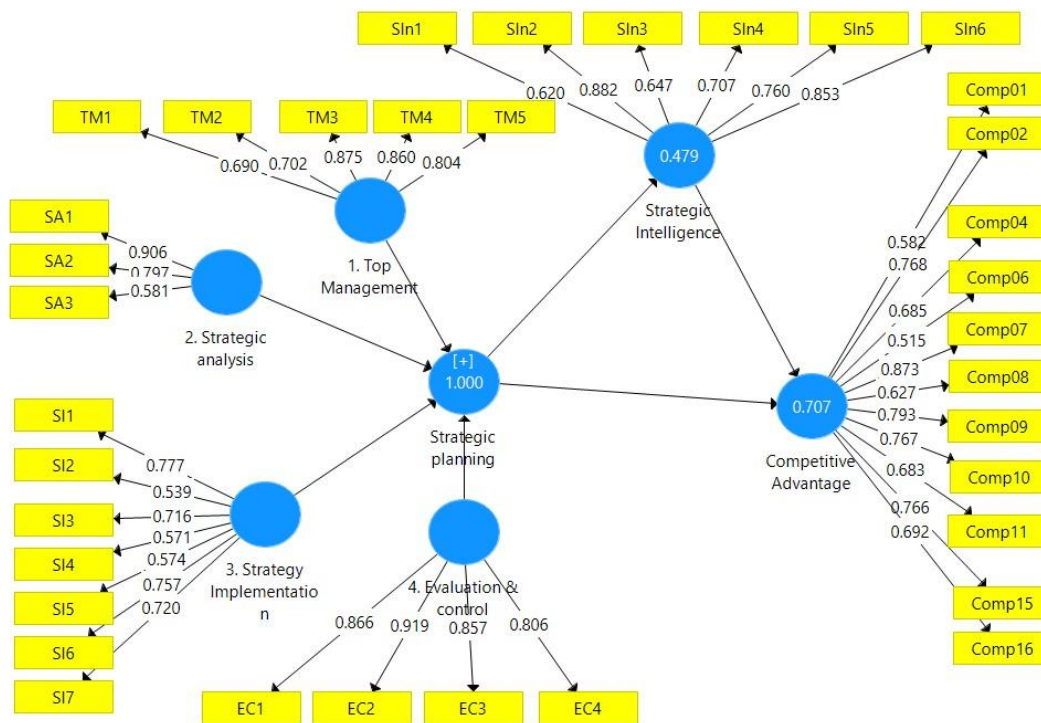 SIn1
SIn2
SIn3
SIn4
SIn5
SIn6
0.620
0.882
0.647
0.707
0.760
0.853
0.479
Strategic
Intelligence
TM1
TM2
TM3
TM4
TM5
0.690
0.702
0.875
0.860
0.804
1. Top
Management
SA1
SA2
SA3
0.906
0.797
0.581
2. Strategic
analysis
[+]
1.000
Strategic
planning
SI1
SI2
SI3
SI4
SI5
SI6
SI7
0.777
0.539
0.716
0.571
0.574
0.757
0.720
3. Strategy
Implementatio
n
4. Evaluation &
control
0.866
0.919
0.857
0.806
EC1
EC2
EC3
EC4
0.707
Competitive
Advantage
0.582
0.768
0.685
0.515
0.873
0.627
0.793
0.767
0.683
0.766
0.692
Comp01
Comp02
Comp04
Comp06
Comp07
Comp08
Comp09
Comp10
Comp11
Comp15
Comp16